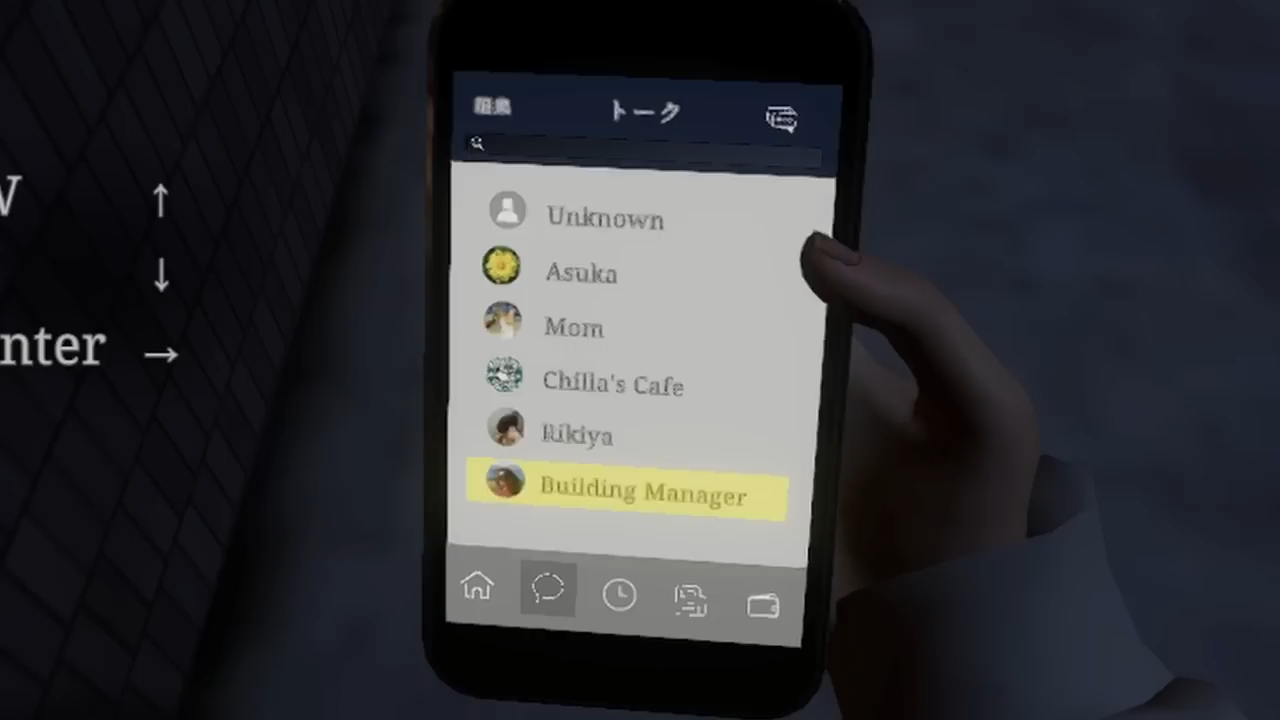 トーク
Unknown
Asuka
Mom
Chilla's Cafe
Rikiya
Building Manager
↑
↓
nter →